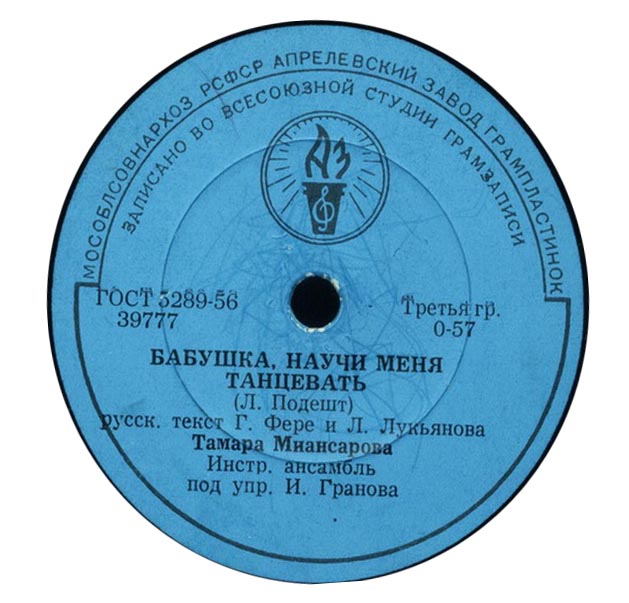 МОСОБЛСОВНАРХОЗ РСФСР АПРЕЛЕВСКИЙ ЗАВОД ГРАМПЛАСТИНОК
ЗАПИСАНО ВО ВСЕСОЮЗНОЙ СТУДИИ ГРАМЗАПИСИ
АЗ
ГОСТ 5289-56
39777
Третья гр.
0-57
БАБУШКА, НАУЧИ МЕНЯ
ТАНЦЕВАТЬ
(Л. Подешт)
русск. текст Г. Фере и Л. Лукьянова
Тамара Миансарова
Инстр. ансамбль
под упр. И. Гранова